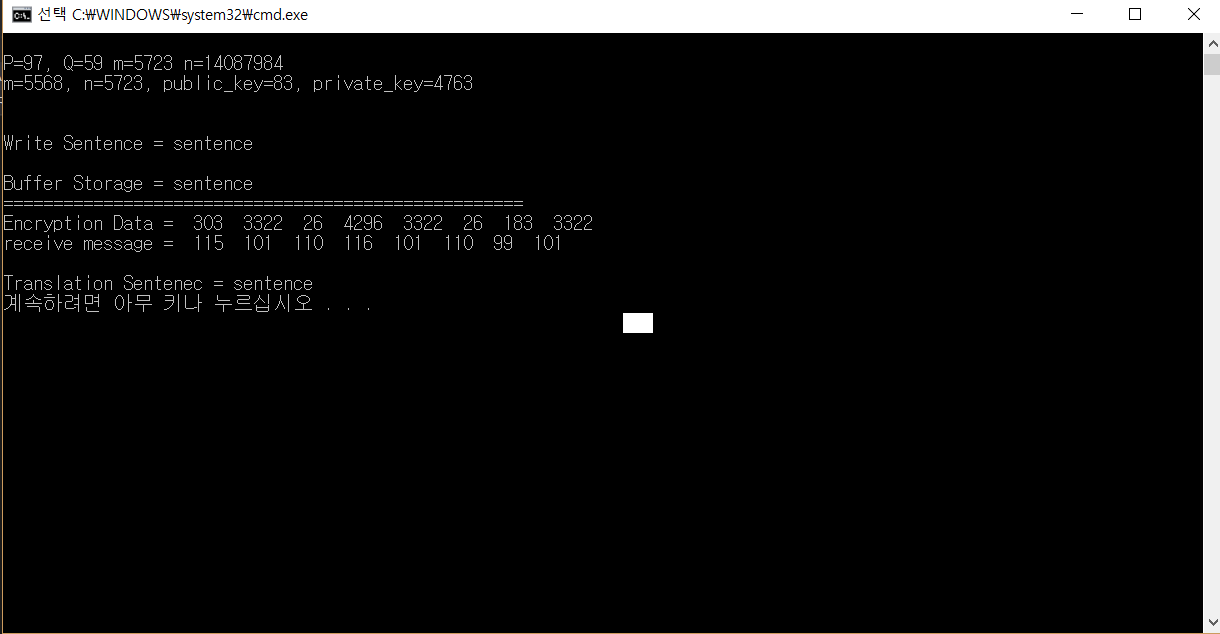 선택 C:₩WINDOWS₩system32₩cmd.exe
P=97, Q=59 m=5723 n=14087984
m=5568, n=5723, public_key=83, private_key=4763
Write Sentence = sentence
Buffer Storage = sentence
====================================================
Encryption Data =  303  3322  26  4296  3322  26  183  3322
receive message =  115  101  110  116  101  110  99  101
Translation Sentenec = sentence
계속하려면 아무 키나 누르십시오 . . .